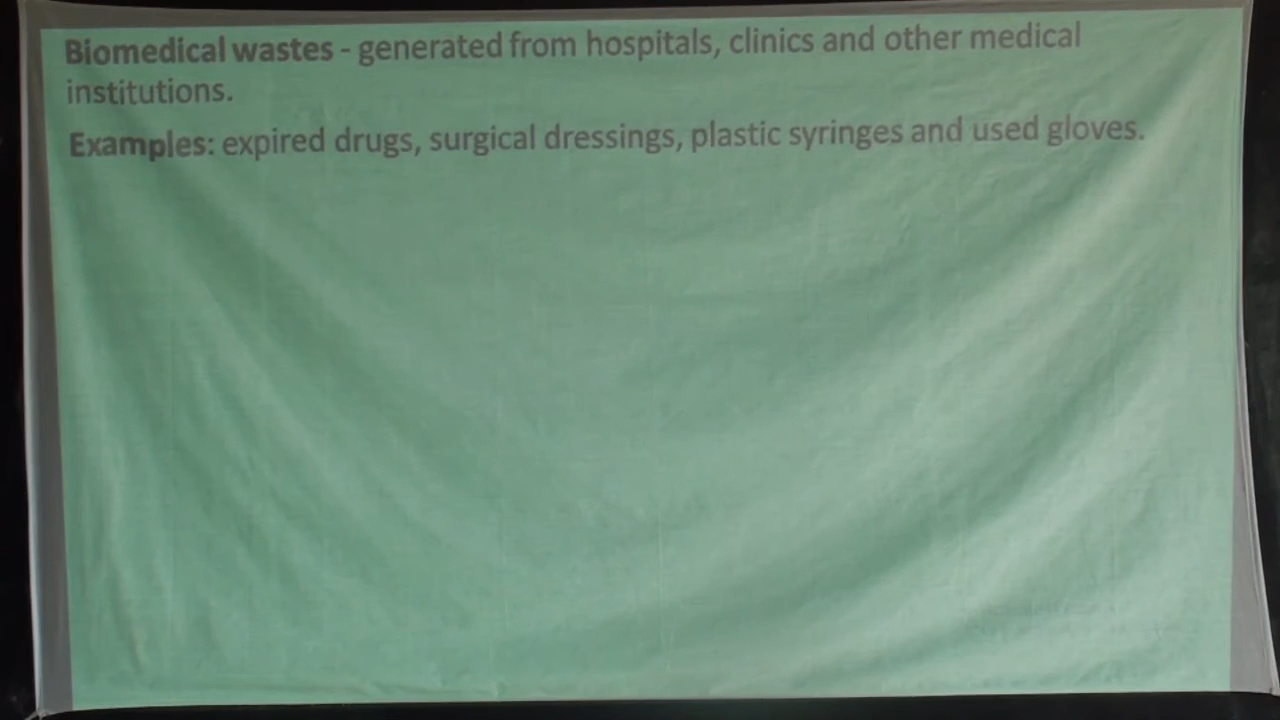 Biomedical wastes - generated from hospitals, clinics and other medical
institutions.
Examples: expired drugs, surgical dressings, plastic syringes and used gloves.